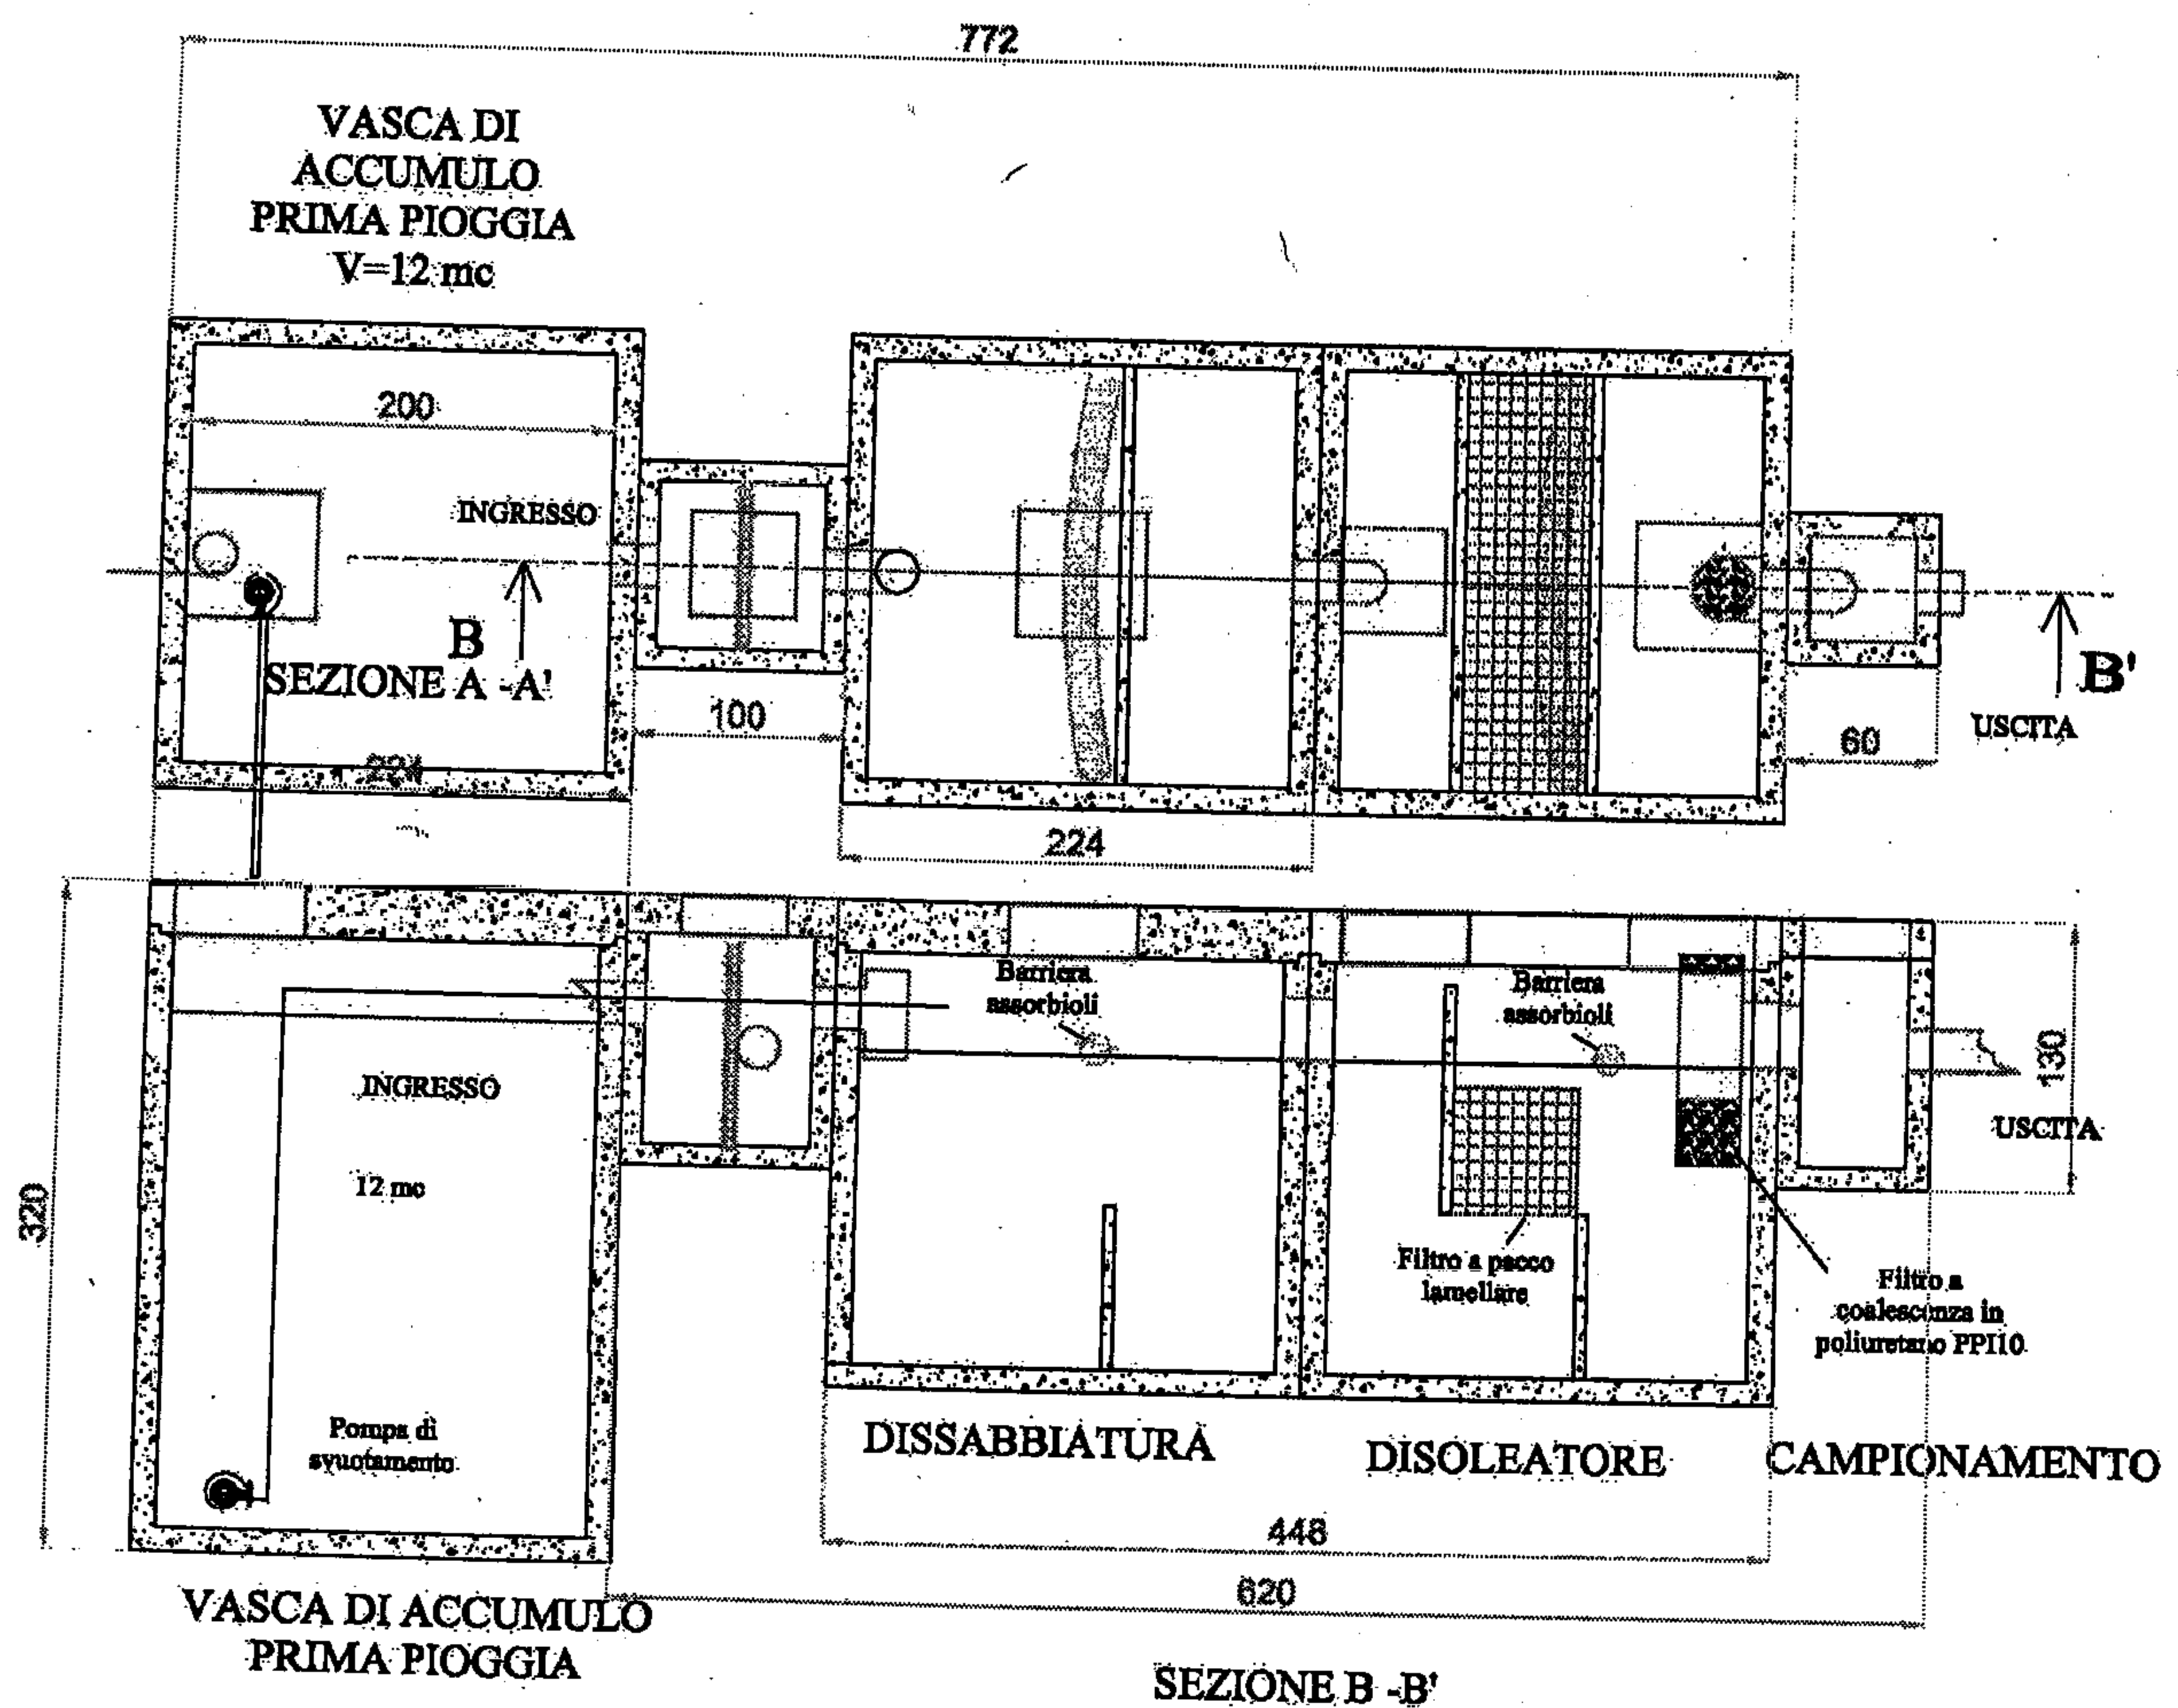 772
VASCA DI
ACCUMULO
PRIMA PIOGGIA
V=12 mc
200
INGRESSO
B
SEZIONE A -A'
B'
USCITA
100
60
224
224
Barriera
assorbioli
Barriera
assorbioli
INGRESSO
12 mc
320
130
USCITA
Filtro a pacco
lamellare
Filtro a
coalescenza in
poliuretano PPI10
Pompa di
svuotamento
DISSABBIATURA
DISOLEATORE
CAMPIONAMENTO
448
620
VASCA DI ACCUMULO
PRIMA PIOGGIA
SEZIONE B -B'